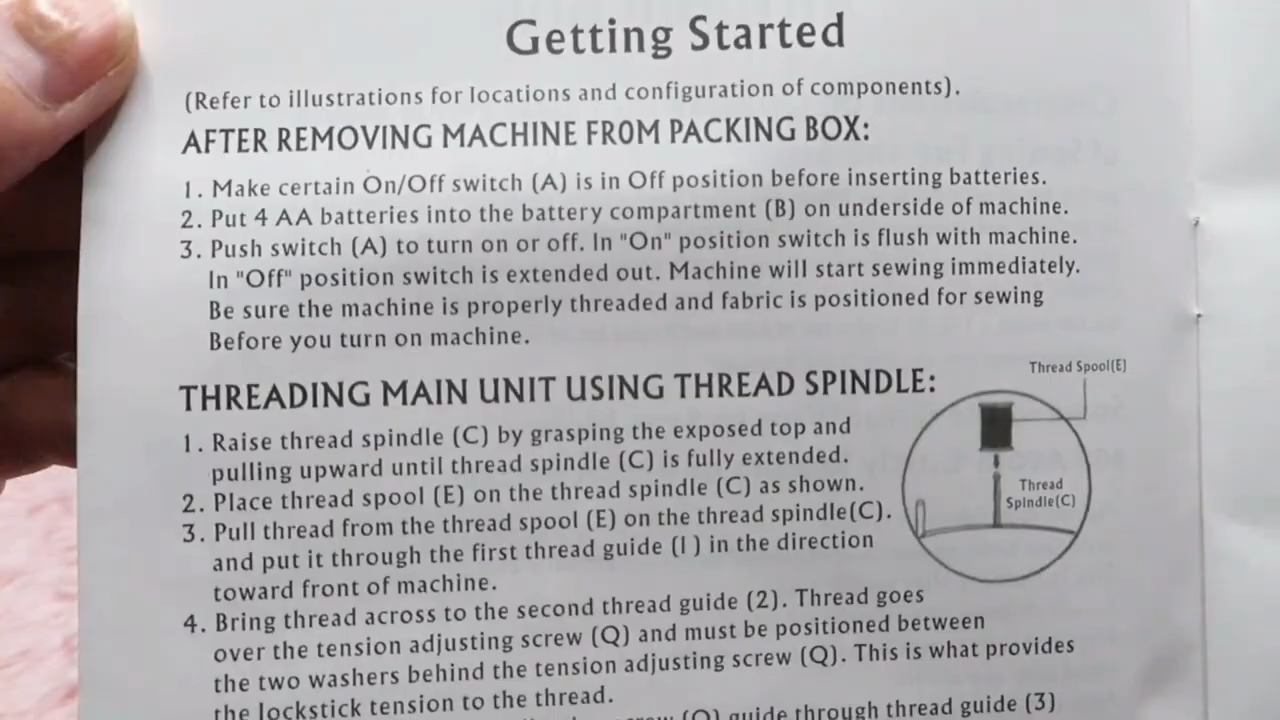 Getting Started
(Refer to illustrations for locations and configuration of components).
AFTER REMOVING MACHINE FROM PACKING BOX:
1. Make certain On/Off switch (A) is in Off position before inserting batteries.
2. Put 4 AA batteries into the battery compartment (B) on underside of machine.
3. Push switch (A) to turn on or off. In "On" position switch is flush with machine.
In "Off" position switch is extended out. Machine will start sewing immediately.
Be sure the machine is properly threaded and fabric is positioned for sewing
Before you turn on machine.
THREADING MAIN UNIT USING THREAD SPINDLE:
Thread Spool(E)
Thread
Spindle(C)
1. Raise thread spindle (C) by grasping the exposed top and
pulling upward until thread spindle (C) is fully extended.
2. Place thread spool (E) on the thread spindle (C) as shown.
3. Pull thread from the thread spool (E) on the thread spindle(C).
and put it through the first thread guide (I ) in the direction
toward front of machine.
4. Bring thread across to the second thread guide (2). Thread goes
over the tension adjusting screw (Q) and must be positioned between
the two washers behind the tension adjusting screw (Q). This is what provides
the lockstick tension to the thread.
(Q) guide through thread guide (3)